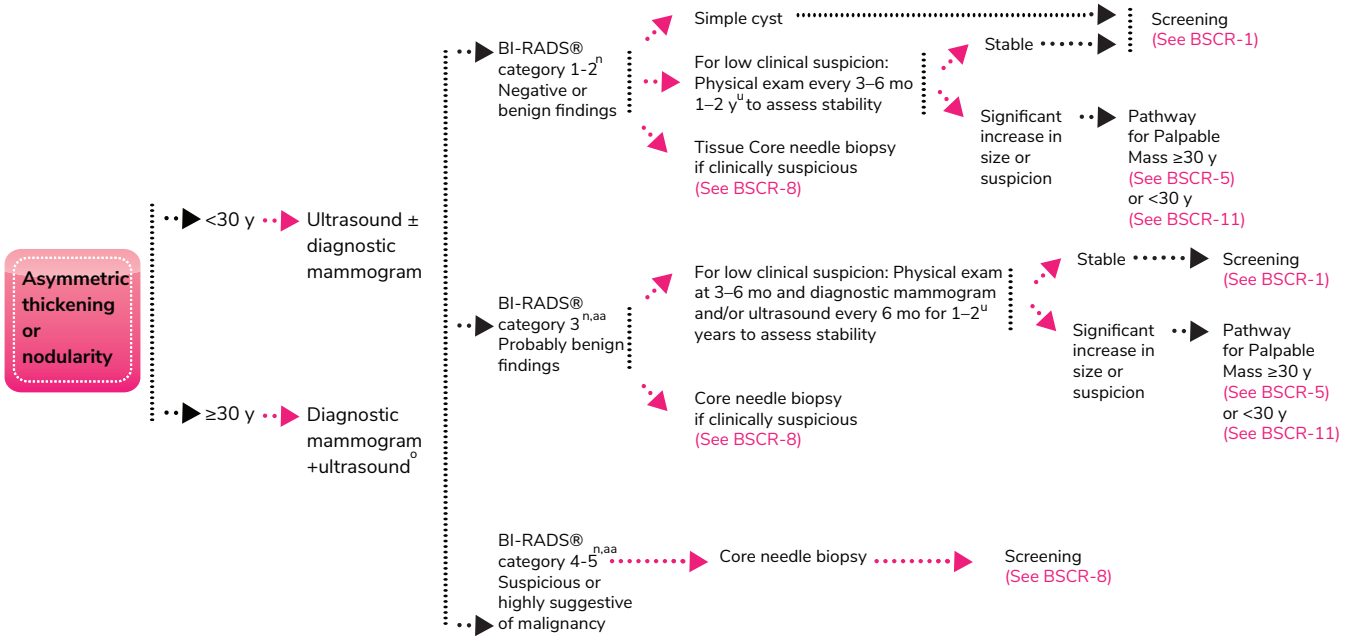 Asymmetric
thickening
or
nodularity
<30 y
Ultrasound ±
diagnostic
mammogram
≥30 y
Diagnostic
mammogram
+ultrasound°
BI-RADS®
category 1-2ⁿ
Negative or
benign findings
Simple cyst
For low clinical suspicion:
Physical exam every 3–6 mo
1–2 yᵘ to assess stability
Tissue Core needle biopsy
if clinically suspicious
(See BSCR-8)
Stable
Screening
(See BSCR-1)
Significant
increase in
size or
suspicion
Pathway
for Palpable
Mass ≥30 y
(See BSCR-5)
or <30 y
(See BSCR-11)
BI-RADS®
category 3ⁿ,ᵃᵃ
Probably benign
findings
For low clinical suspicion: Physical exam
at 3–6 mo and diagnostic mammogram
and/or ultrasound every 6 mo for 1–2ᵘ
years to assess stability
Core needle biopsy
if clinically suspicious
(See BSCR-8)
Stable
Screening
(See BSCR-1)
Significant
increase in
size or
suspicion
Pathway
for Palpable
Mass ≥30 y
(See BSCR-5)
or <30 y
(See BSCR-11)
BI-RADS®
category 4-5ⁿ,ᵃᵃ
Suspicious or
highly suggestive
of malignancy
Core needle biopsy
Screening
(See BSCR-8)